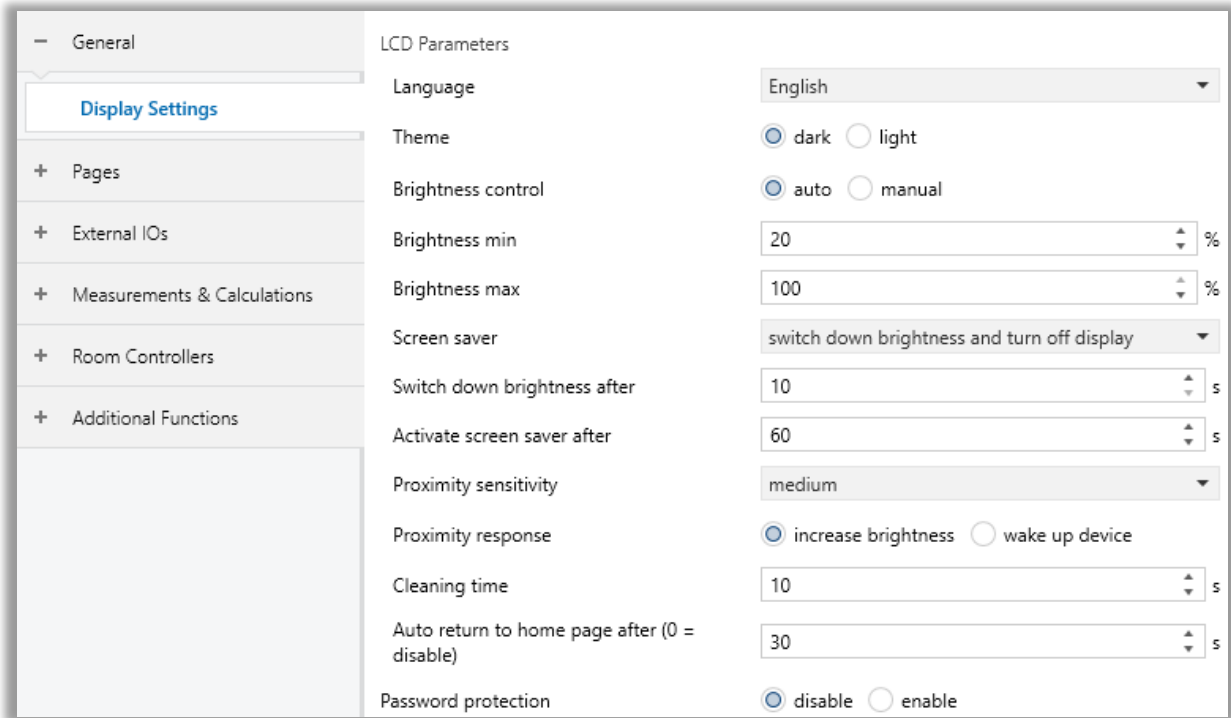 General
Display Settings
Pages
External IOs
Measurements & Calculations
Room Controllers
Additional Functions
LCD Parameters
Language English
Theme dark light
Brightness control auto manual
Brightness min 20 %
Brightness max 100 %
Screen saver switch down brightness and turn off display
Switch down brightness after 10 s
Activate screen saver after 60 s
Proximity sensitivity medium
Proximity response increase brightness wake up device
Cleaning time 10 s
Auto return to home page after (0 =
disable) 30 s
Password protection disable enable